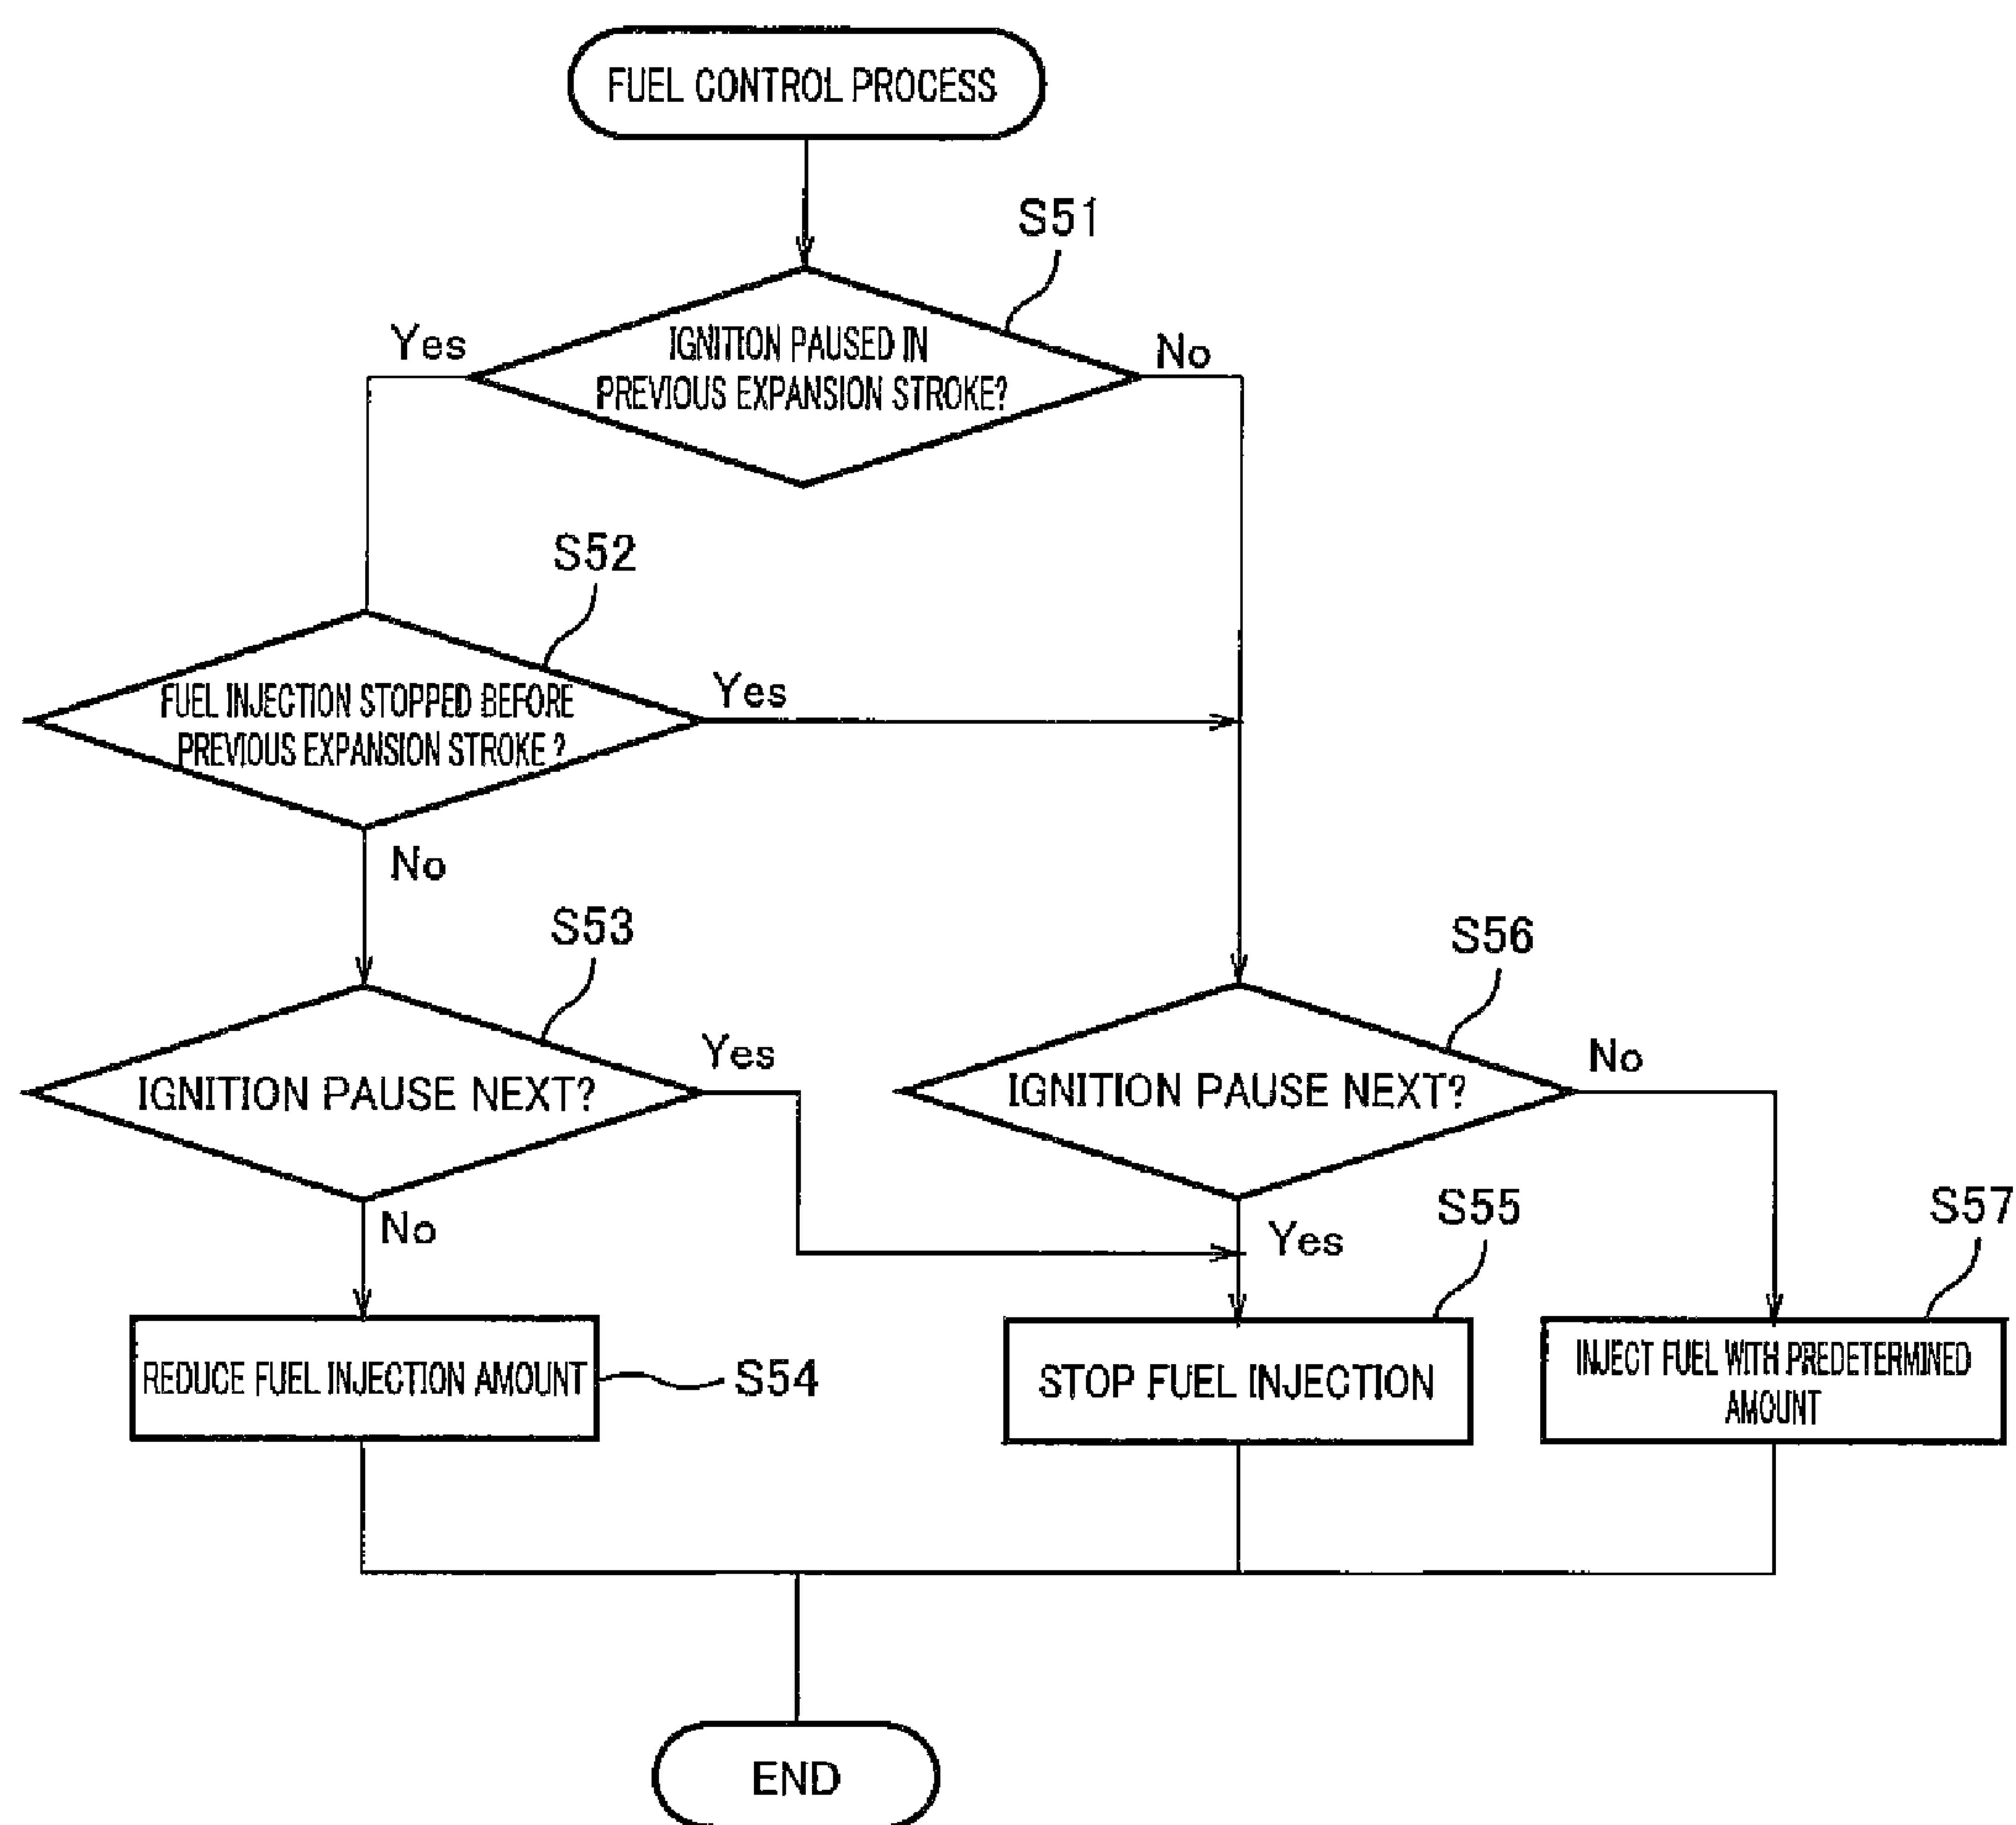 FUEL CONTROL PROCESS
S51
Yes
IGNITION PAUSED IN
PREVIOUS EXPANSION STROKE?
No
S52
FUEL INJECTION STOPPED BEFORE
PREVIOUS EXPANSION STROKE ?
Yes
No
S53
IGNITION PAUSE NEXT?
Yes
No
S56
IGNITION PAUSE NEXT?
No
Yes
REDUCE FUEL INJECTION AMOUNT
S54
S55
STOP FUEL INJECTION
S57
INJECT FUEL WITH PREDETERMINED
AMOUNT
END